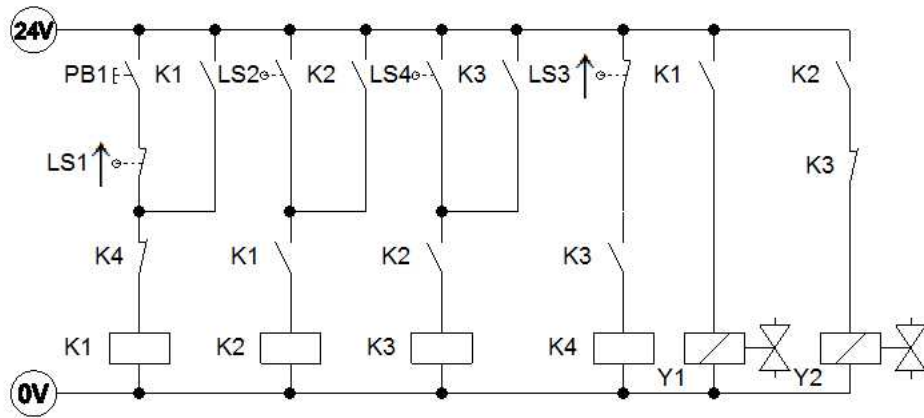 24V
PB1 K1 LS2 K2 LS4 K3 LS3 K1 K2
LS1 K3
K4 K1 K2 K3
K1 K2 K3 K4 Y1 Y2
0V